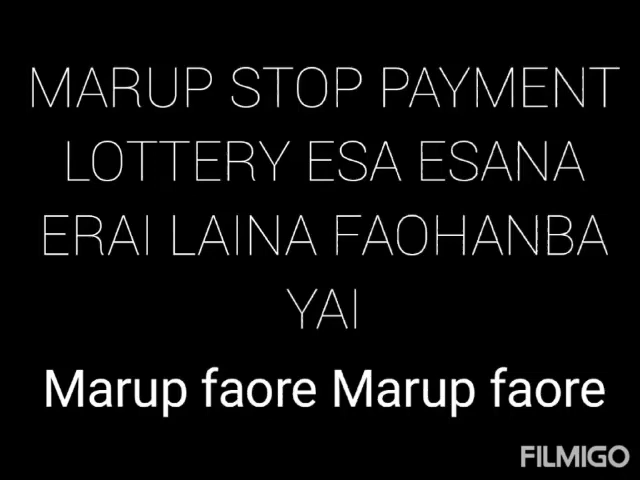 MARUP STOP PAYMENT
LOTTERY ESA ESANA
ERAI LAINA FAOHANBA
YAI
Marup faore Marup faore
FILMIGO